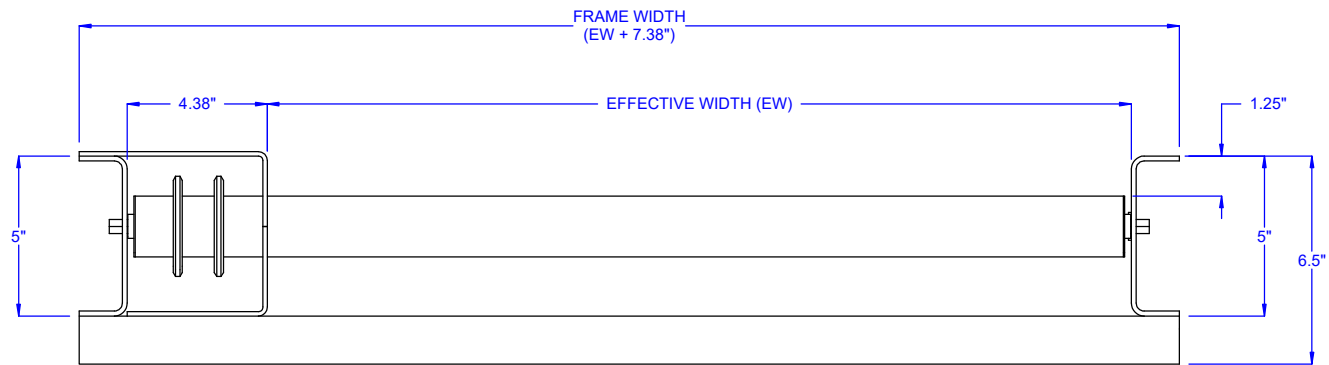 FRAME WIDTH
(EW + 7.38")
4.38"
EFFECTIVE WIDTH (EW)
1.25"
5"
5"
6.5"